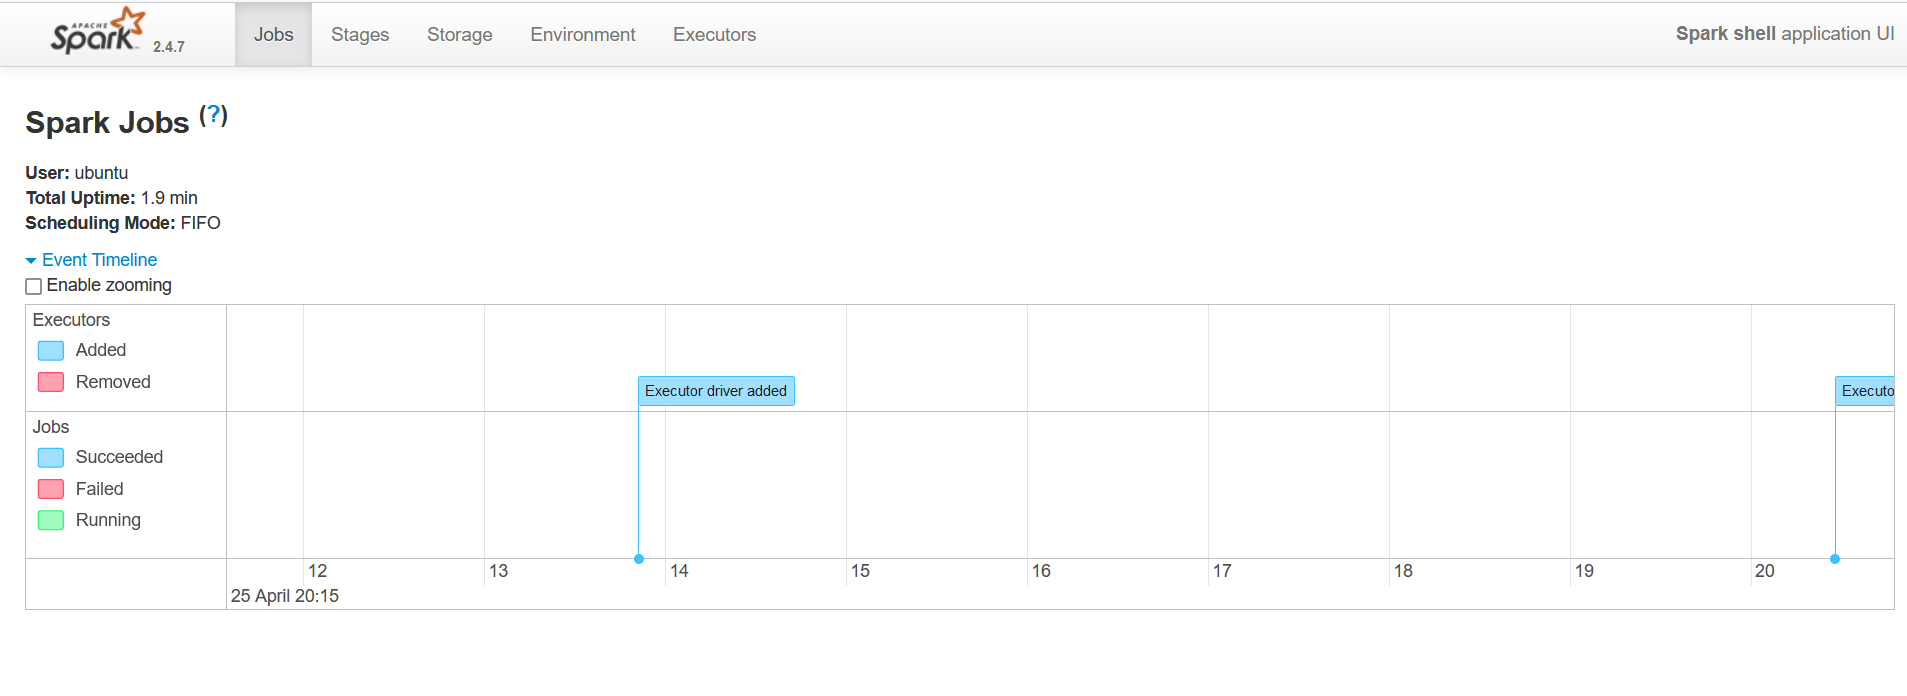 APACHE
Spark 2.4.7
Jobs Stages Storage Environment Executors
Spark shell application UI
Spark Jobs (?)
User: ubuntu
Total Uptime: 1.9 min
Scheduling Mode: FIFO
Event Timeline
Enable zooming
Executors
Added
Removed
Executor driver added
Executo
Jobs
Succeeded
Failed
Running
12 13 14 15 16 17 18 19 20
25 April 20:15